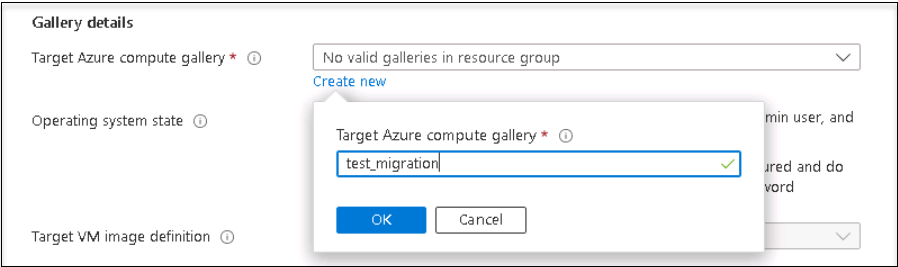 Gallery details
Target Azure compute gallery *
No valid galleries in resource group
Create new
Operating system state
min user, and
Target Azure compute gallery *
test_migration
ured and do
word
OK Cancel
Target VM image definition